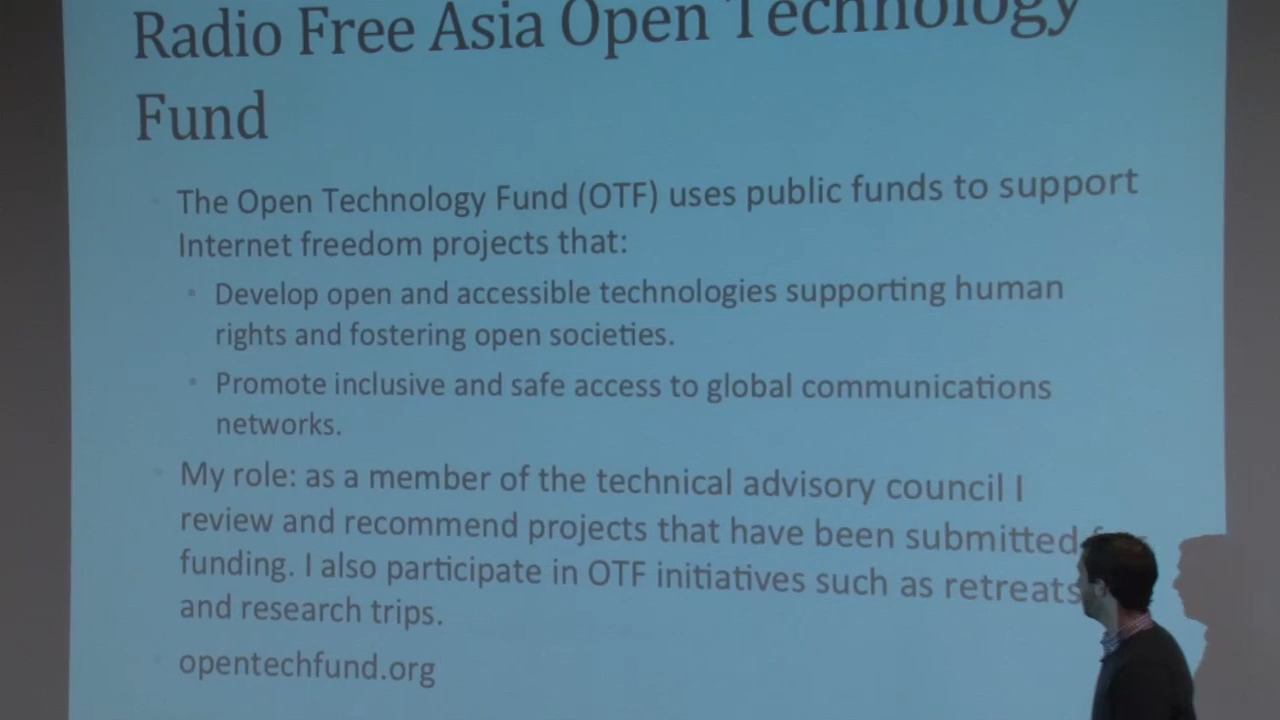 Radio Free Asia Open Technology
Fund
The Open Technology Fund (OTF) uses public funds to support
Internet freedom projects that:
Develop open and accessible technologies supporting human
rights and fostering open societies.
Promote inclusive and safe access to global communications
networks.
My role: as a member of the technical advisory council I
review and recommend projects that have been submitted
funding. I also participate in OTF initiatives such as retreats
and research trips.
opentechfund.org